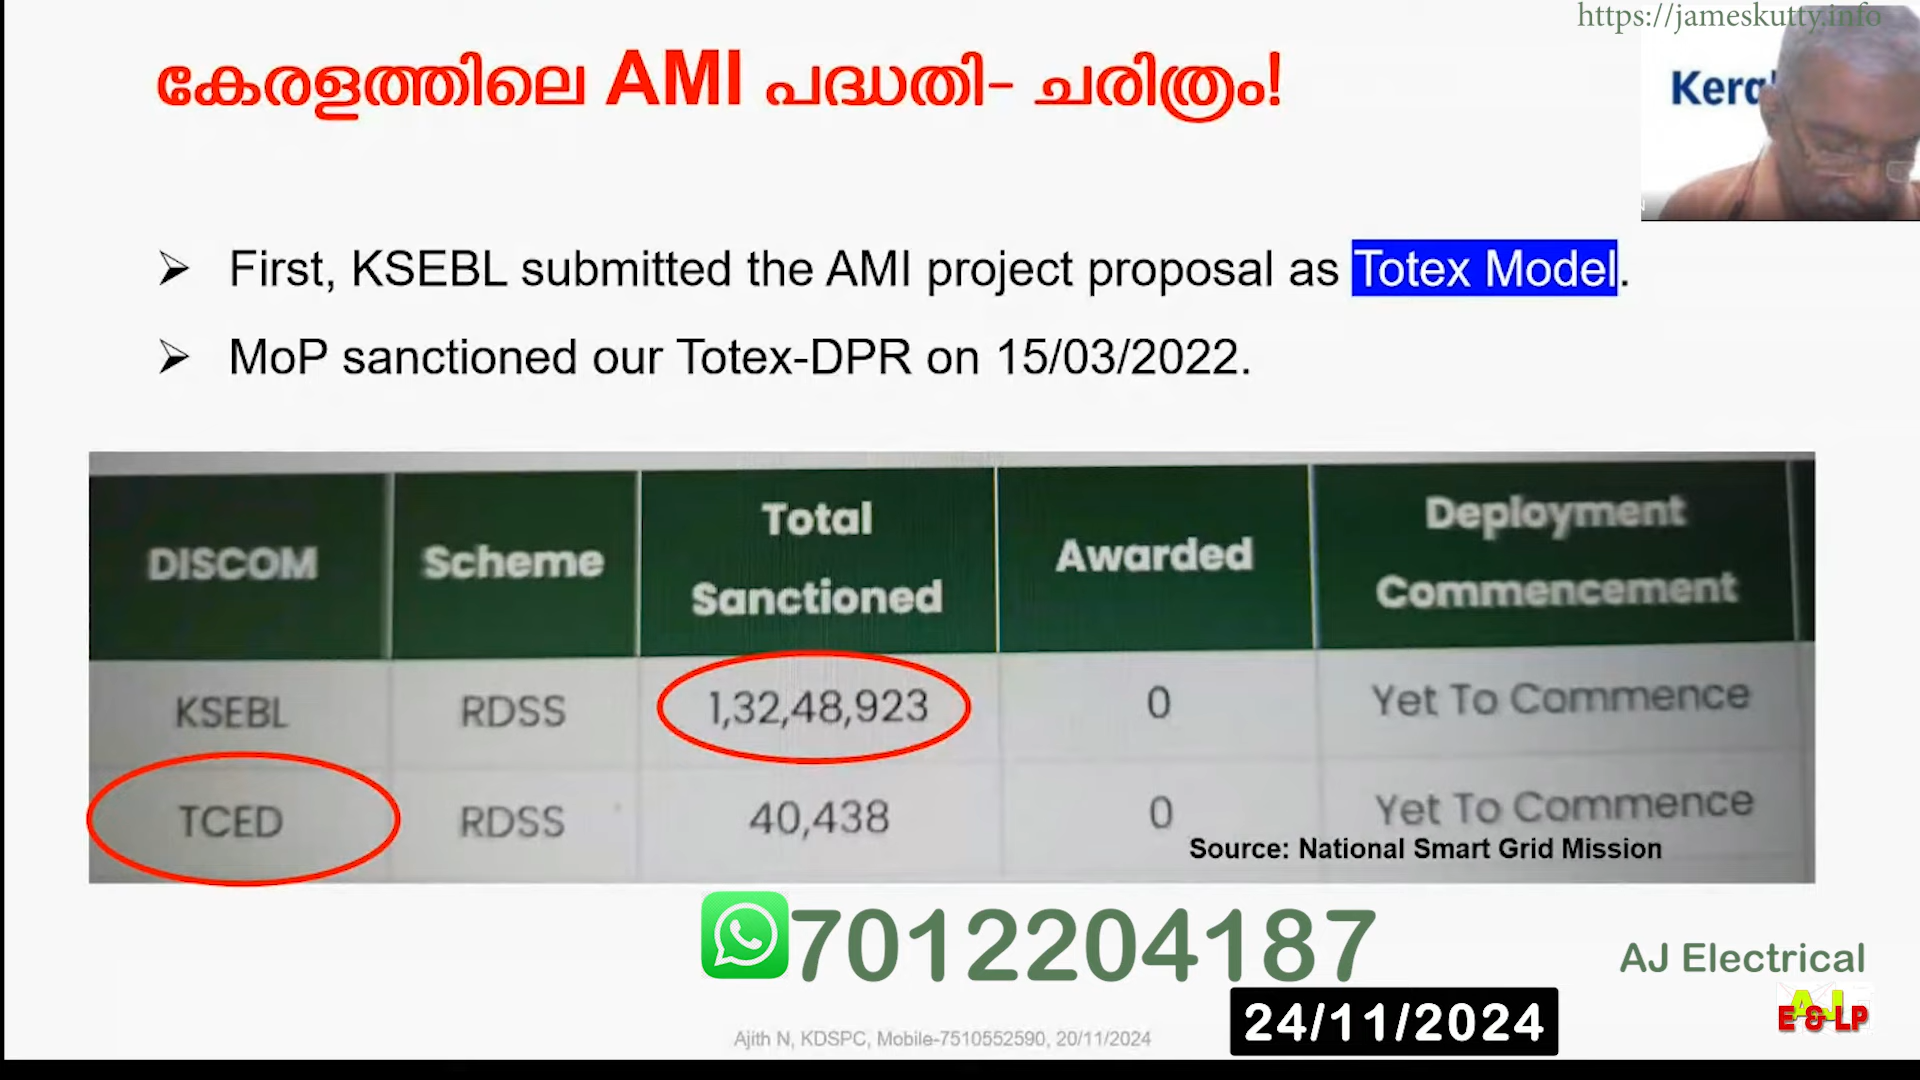 https://jameskutty.info
കേരളത്തിലെ AMI പദ്ധതി- ചരിത്രം!
➢ First, KSEBL submitted the AMI project proposal as Totex Model.
➢ MoP sanctioned our Totex-DPR on 15/03/2022.
DISCOM Scheme Total Sanctioned Awarded Deployment Commencement
KSEBL RDSS 1,32,48,923 0 Yet To Commence
TCED RDSS 40,438 0 Yet To Commence
Source: National Smart Grid Mission
7012204187
AJ Electrical
AJ
E & LP
24/11/2024
Ajith N, KDSPC, Mobile-7510552590, 20/11/2024